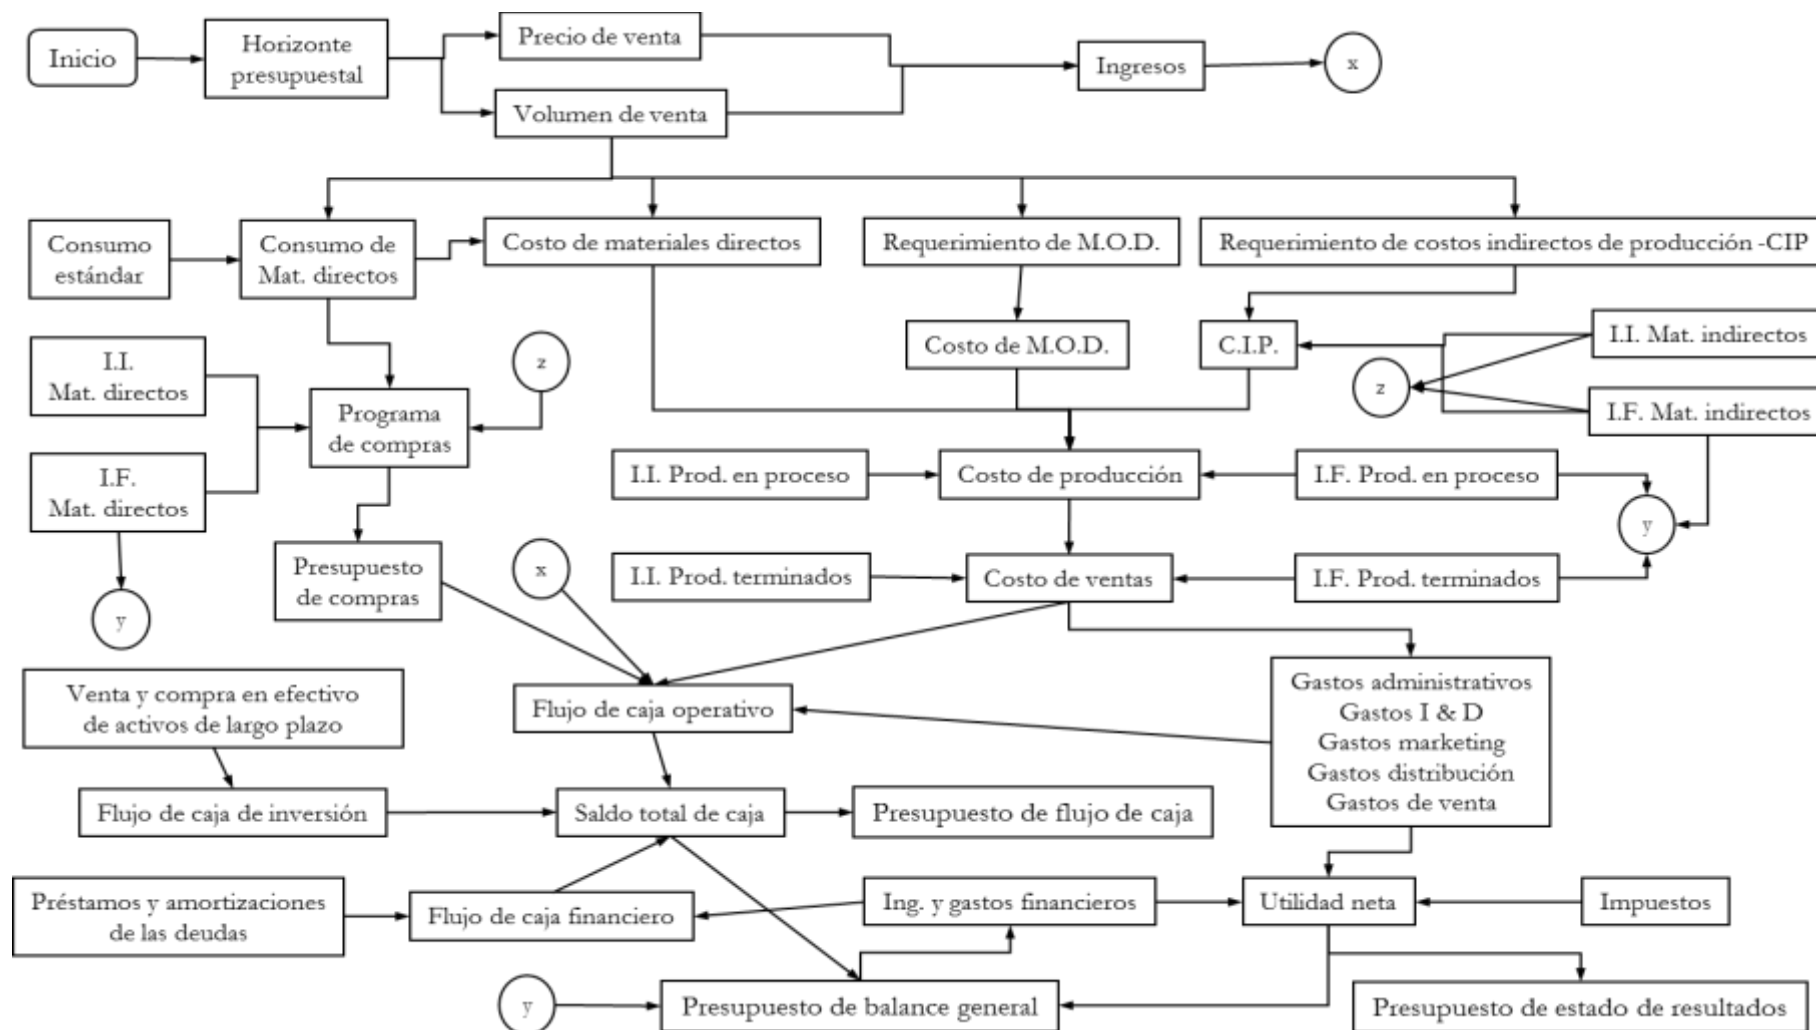 Inicio
Horizonte
presupuestal
Precio de venta
Volumen de venta
Ingresos
x
Consumo
estándar
Consumo de
Mat. directos
Costo de materiales directos
Requerimiento de M.O.D.
Requerimiento de costos indirectos de producción -CIP
I.I.
Mat. directos
z
Costo de M.O.D.
C.I.P.
I.I. Mat. indirectos
z
I.F. Mat. indirectos
Programa
de compras
I.F.
Mat. directos
I.I. Prod. en proceso
Costo de producción
I.F. Prod. en proceso
y
Presupuesto
de compras
x
I.I. Prod. terminados
Costo de ventas
I.F. Prod. terminados
y
Venta y compra en efectivo
de activos de largo plazo
Flujo de caja operativo
Gastos administrativos
Gastos I & D
Gastos marketing
Gastos distribución
Gastos de venta
Flujo de caja de inversión
Saldo total de caja
Presupuesto de flujo de caja
Préstamos y amortizaciones
de las deudas
Flujo de caja financiero
Ing. y gastos financieros
Utilidad neta
Impuestos
y
Presupuesto de balance general
Presupuesto de estado de resultados